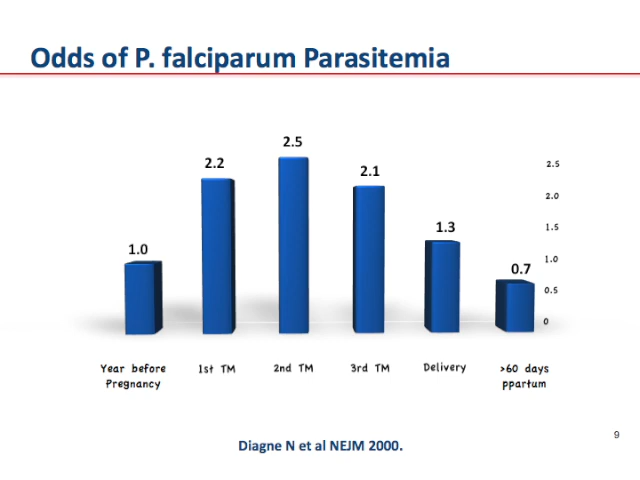 Odds of P. falciparum Parasitemia
2.5
2.2
2.1
1.3
1.0
0.7
2.5
2.0
1.5
1.0
0.5
0
Year before
Pregnancy
1st TM
2nd TM
3rd TM
Delivery
>60 days
ppartum
Diagne N et al NEJM 2000.
9